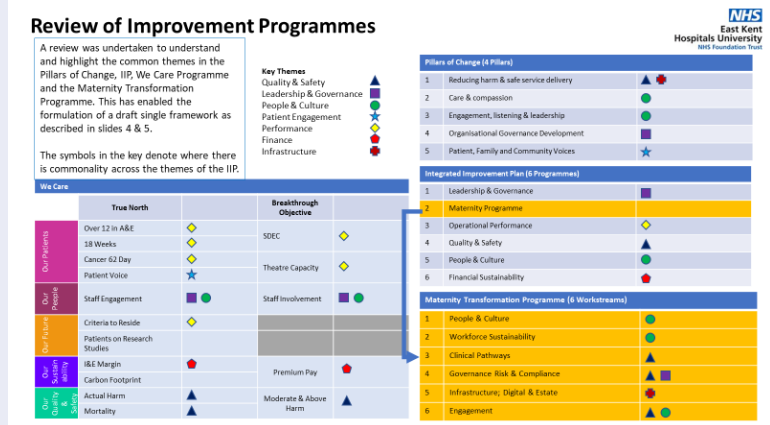 Review of Improvement Programmes
NHS
East Kent
Hospitals University
NHS Foundation Trust
A review was undertaken to understand
and highlight the common themes in the
Pillars of Change, IIP, We Care Programme
and the Maternity Transformation
Programme. This has enabled the
formulation of a draft single framework as
described in slides 4 & 5.
The symbols in the key denote where there
is commonality across the themes of the IIP.
Key Themes
Quality & Safety
Leadership & Governance
People & Culture
Patient Engagement
Performance
Finance
Infrastructure
We Care
True North
Breakthrough
Objective
Our Patients
Over 12 in A&E
18 Weeks
Cancer 62 Day
Patient Voice
SDEC
Theatre Capacity
Our
People
Staff Engagement
Staff Involvement
Our Future
Criteria to Reside
Patients on Research
Studies
Our
Sustain
ability
I&E Margin
Carbon Footprint
Premium Pay
Our
Quality
&
Safety
Actual Harm
Mortality
Moderate & Above
Harm
Pillars of Change (4 Pillars)
1 Reducing harm & safe service delivery
2 Care & compassion
3 Engagement, listening & leadership
4 Organisational Governance Development
5 Patient, Family and Community Voices
Integrated Improvement Plan (6 Programmes)
1 Leadership & Governance
2 Maternity Programme
3 Operational Performance
4 Quality & Safety
5 People & Culture
6 Financial Sustainability
Maternity Transformation Programme (6 Workstreams)
1 People & Culture
2 Workforce Sustainability
3 Clinical Pathways
4 Governance Risk & Compliance
5 Infrastructure; Digital & Estate
6 Engagement